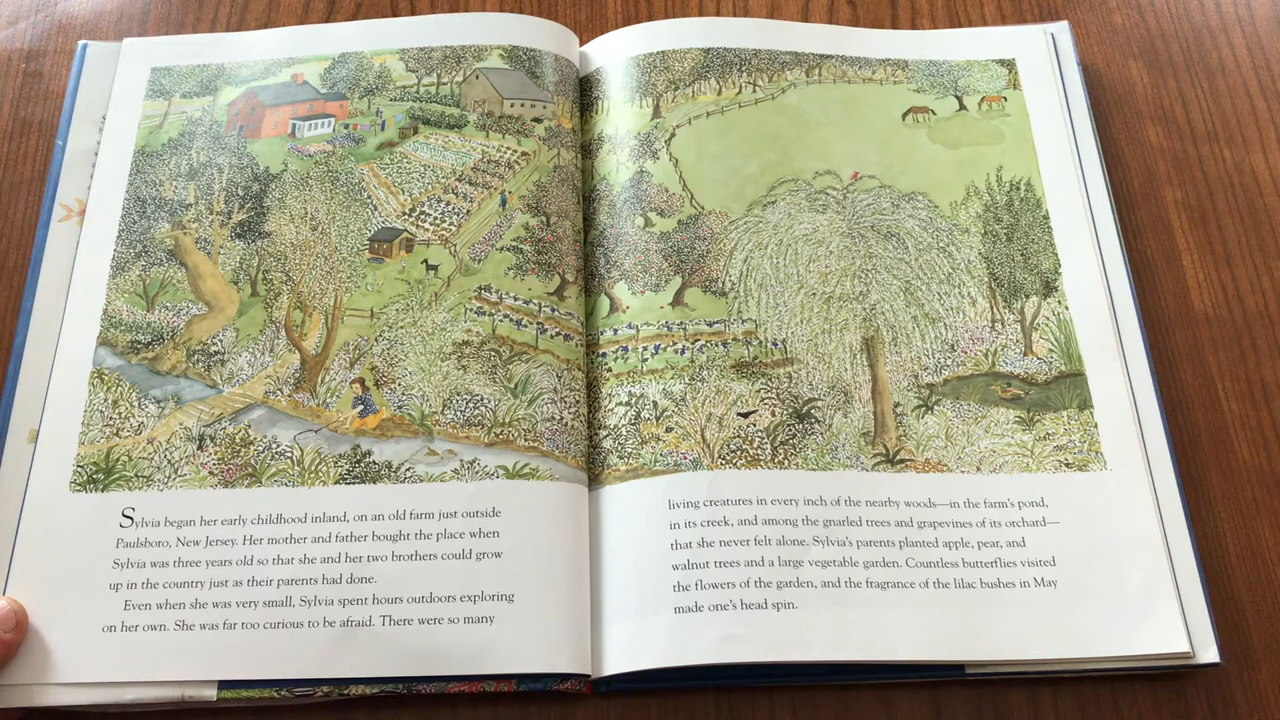 Sylvia began her early childhood inland, on an old farm just outside
Paulsboro, New Jersey. Her mother and father bought the place when
Sylvia was three years old so that she and her two brothers could grow
up in the country just as their parents had done.
Even when she was very small, Sylvia spent hours outdoors exploring
on her own. She was far too curious to be afraid. There were so many
living creatures in every inch of the nearby woods—in the farm's pond,
in its creek, and among the gnarled trees and grapevines of its orchard—
that she never felt alone. Sylvia's parents planted apple, pear, and
walnut trees and a large vegetable garden. Countless butterflies visited
the flowers of the garden, and the fragrance of the lilac bushes in May
made one's head spin.